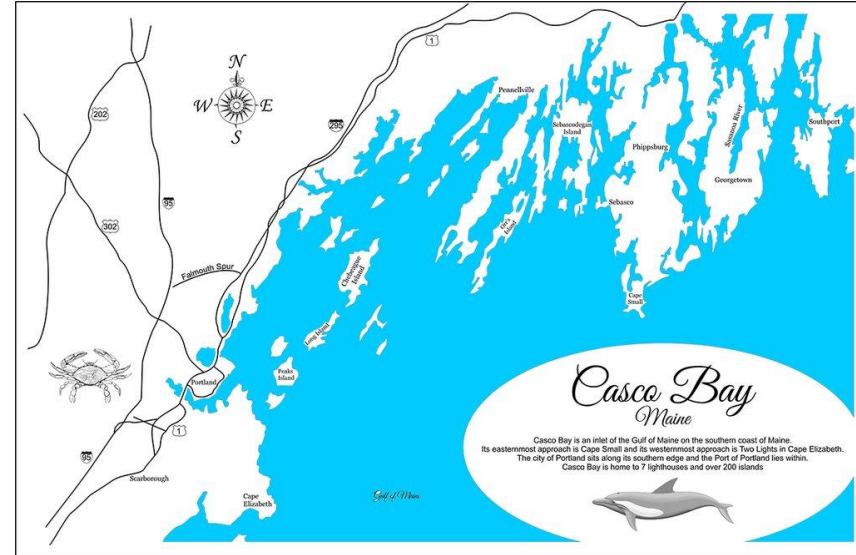 1
N
W E
S
202
295
Pennellville
Sebascodegan
Island
Sasanoa River
Southport
Phippsburg
Georgetown
95
302
Sebasco
Orr's
Island
Falmouth Spur
Chebeague
Island
Cape
Small
Long Island
Peaks
Island
Portland
1
95
Scarborough
Cape
Elizabeth
Gulf of Maine
Casco Bay
Maine
Casco Bay is an inlet of the Gulf of Maine on the southern coast of Maine.
Its easternmost approach is Cape Small and its westernmost approach is Two Lights in Cape Elizabeth.
The city of Portland sits along its southern edge and the Port of Portland lies within.
Casco Bay is home to 7 lighthouses and over 200 islands